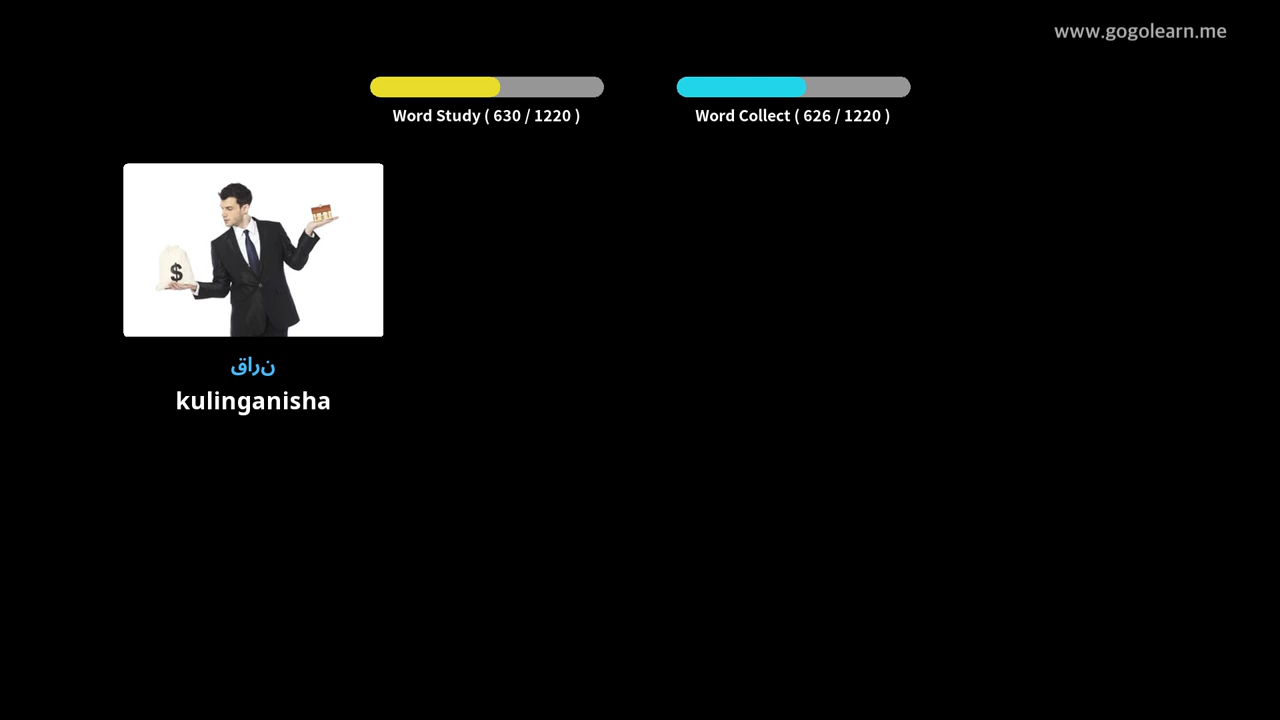 www.gogolearn.me
Word Study ( 630 / 1220 )
Word Collect ( 626 / 1220 )
$
قارن
kulinganisha